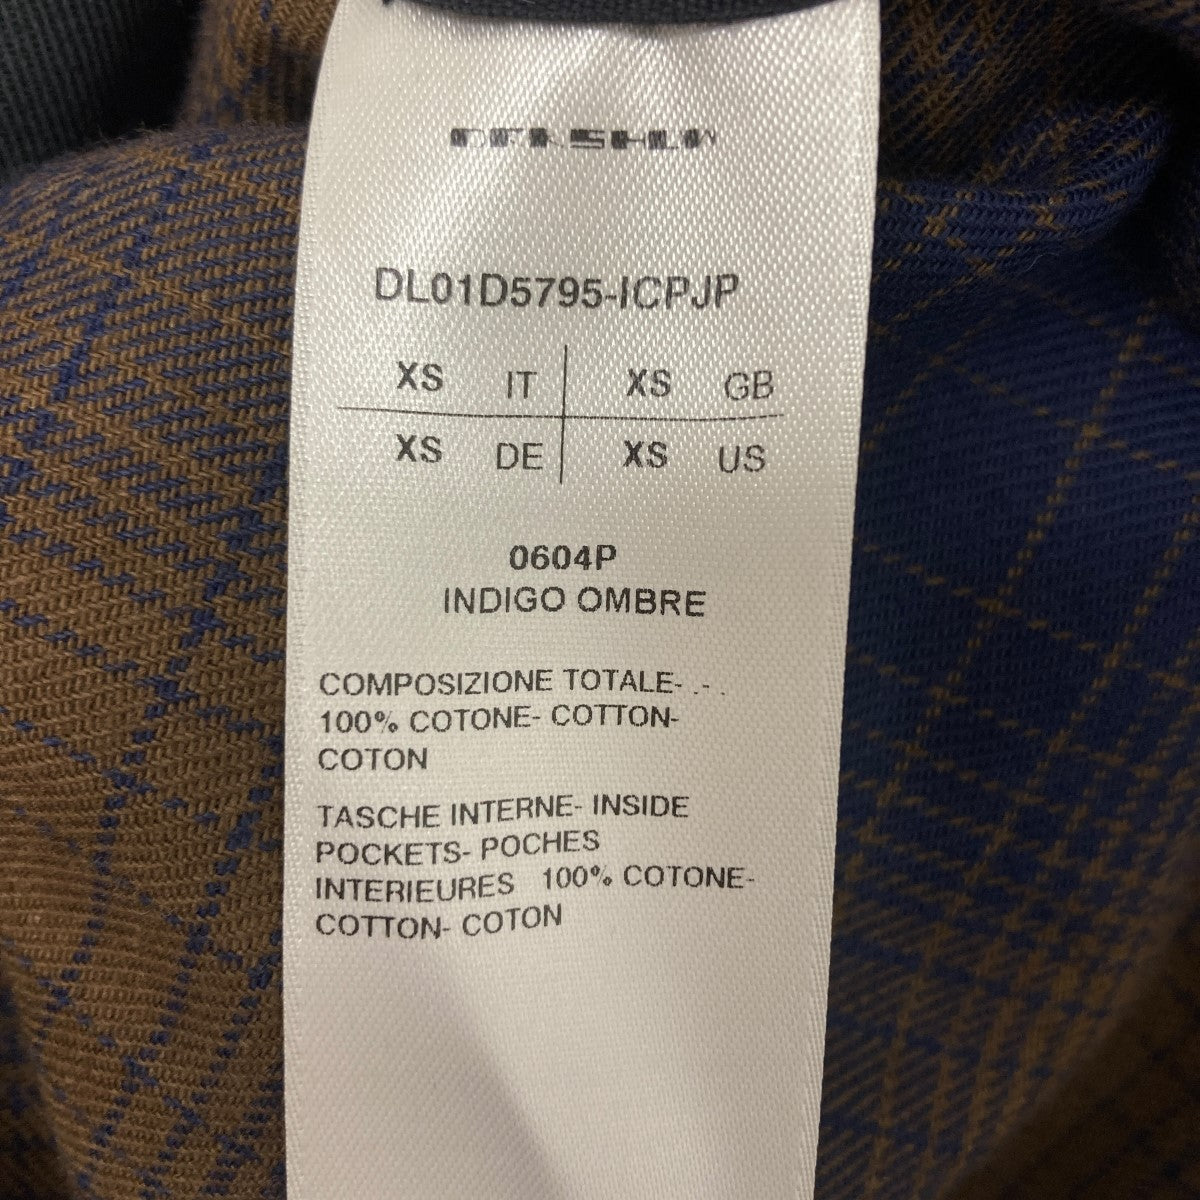 DRKSHDW
DL01D5795-ICPJP
XS IT XS GB
XS DE XS US
0604P
INDIGO OMBRE
COMPOSIZIONE TOTALE- .-.
100% COTONE- COTTON-
COTON
TASCHE INTERNE- INSIDE
POCKETS- POCHES
INTERIEURES 100% COTONE-
COTTON- COTON